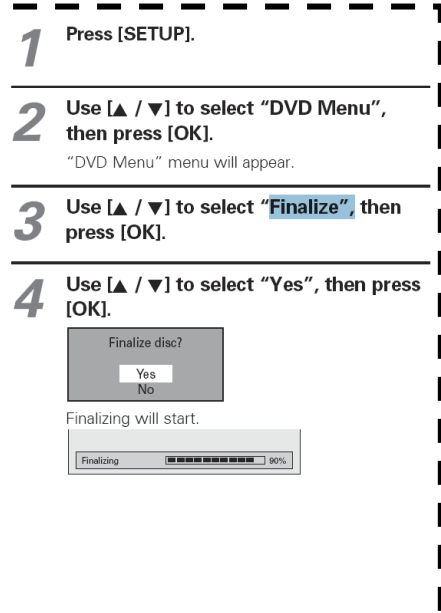 1
Press [SETUP].
2
Use [▲ / ▼] to select “DVD Menu”,
then press [OK].
“DVD Menu” menu will appear.
3
Use [▲ / ▼] to select “Finalize”, then
press [OK].
4
Use [▲ / ▼] to select “Yes”, then press
[OK].
Finalize disc?
Yes
No
Finalizing will start.
Finalizing 90%